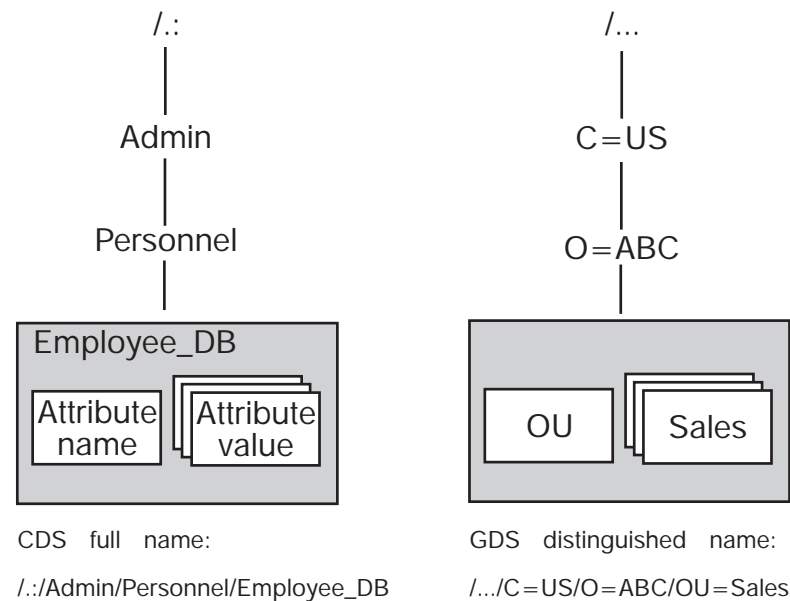 /.:
Admin
Personnel
Employee_DB
Attribute
name
Attribute
value
CDS full name:
/.:/Admin/Personnel/Employee_DB
/...
C=US
O=ABC
OU
Sales
GDS distinguished name:
/.../C=US/O=ABC/OU=Sales